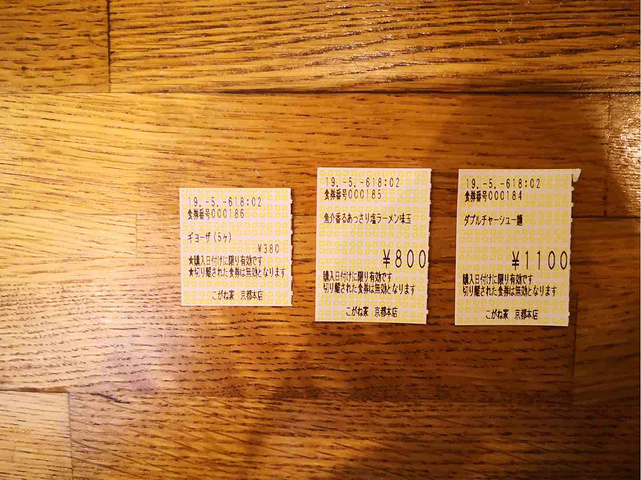 19.-5.-618:02
食券番号000186
ギョーザ(5ヶ)
¥380
★購入日付けに限り有効です
★切り離された食券は無効となります
こがね家 京都本店
19.-5.-618:02
食券番号000185
魚介香るあっさり塩ラーメン味玉
¥800
購入日付けに限り有効です
切り離された食券は無効となります
こがね家 京都本店
19.-5.-618:02
食券番号000184
ダブルチャーシュー麺
¥1100
購入日付けに限り有効です
切り離された食券は無効となります
こがね家 京都本店